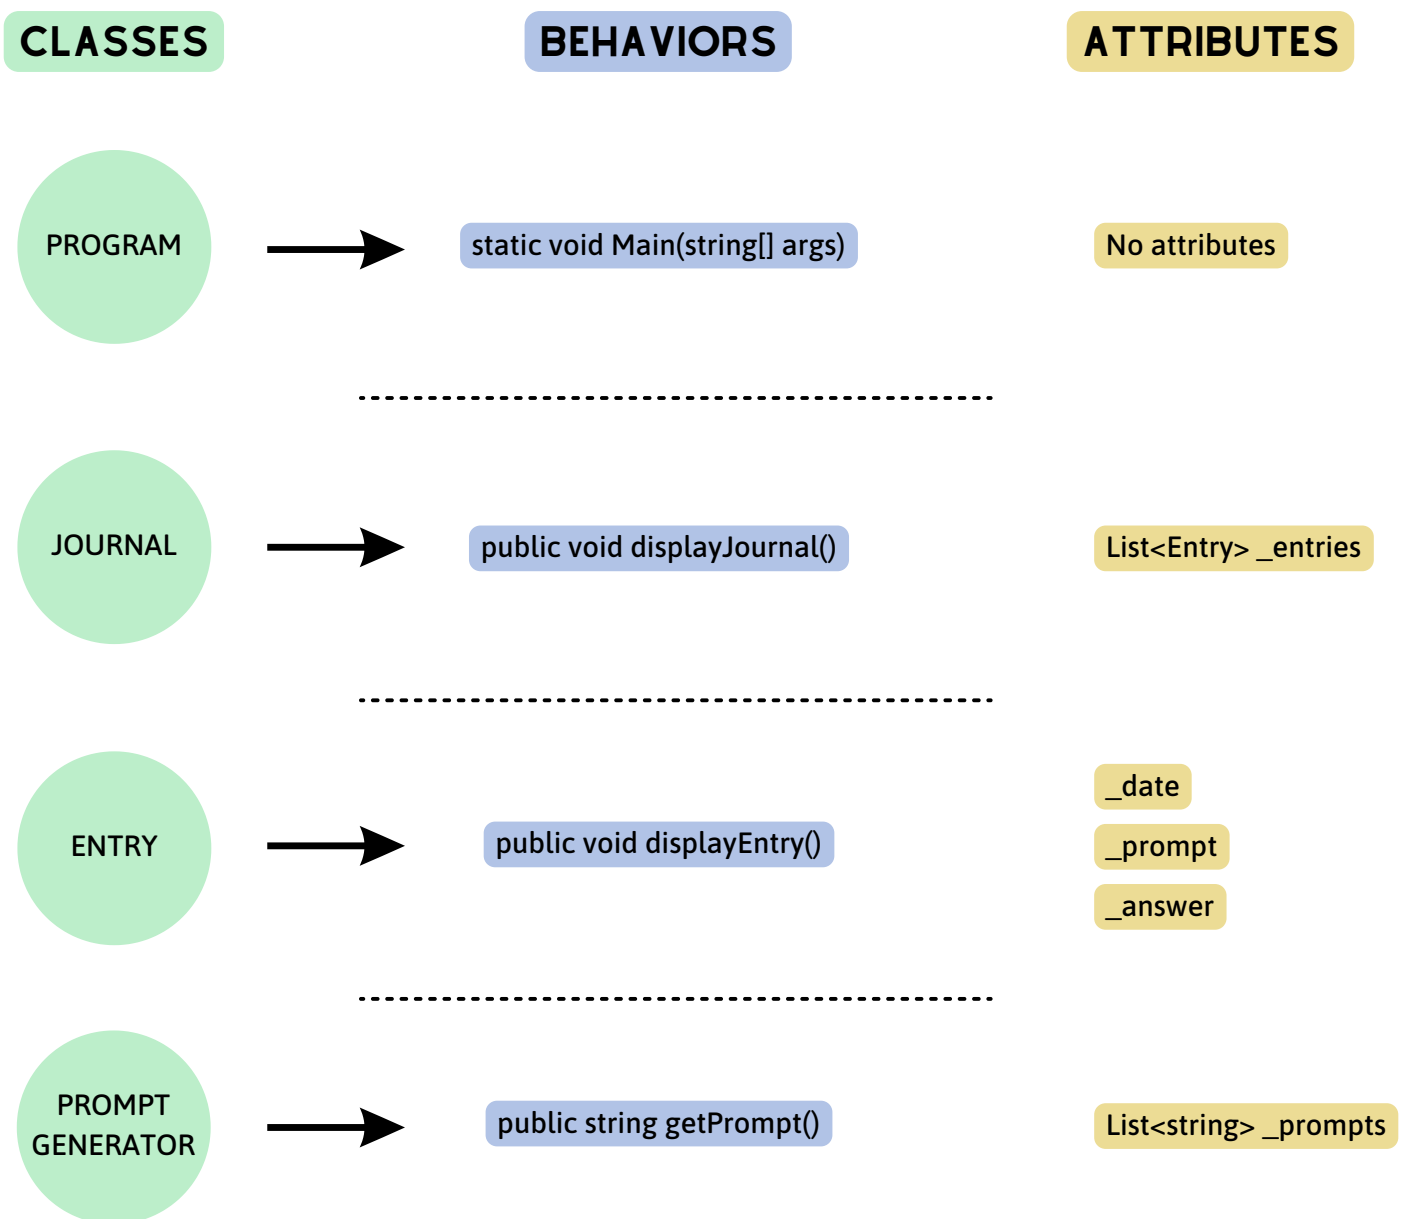 CLASSES
BEHAVIORS
ATTRIBUTES
PROGRAM
static void Main(string[] args)
No attributes
JOURNAL
public void displayJournal()
List<Entry> _entries
ENTRY
public void displayEntry()
_date
_prompt
_answer
PROMPT
GENERATOR
public string getPrompt()
List<string> _prompts